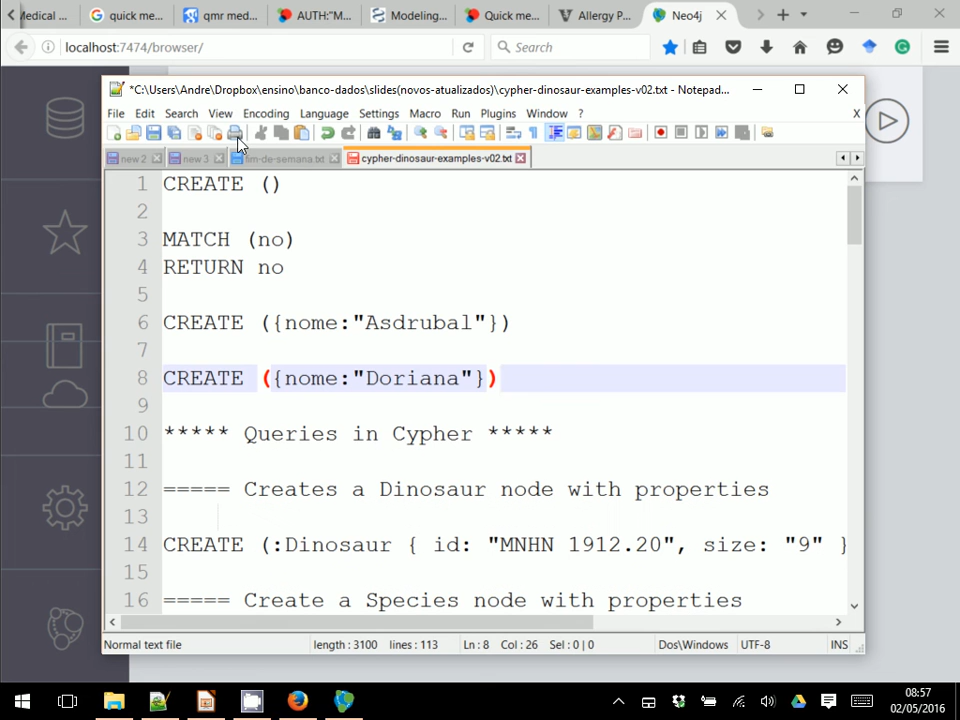 Medical ...
quick me...
qmr med...
AUTH:"M...
Modeling...
Quick me...
Allergy P...
Neo4j
localhost:7474/browser/
Search
*C:\Users\Andre\Dropbox\ensino\banco-dados\slides(novos-atualizados)\cypher-dinosaur-examples-v02.txt - Notepad...
File Edit Search View Encoding Language Settings Macro Run Plugins Window ? X
new 2 new 3 fim-de-semana.txt cypher-dinosaur-examples-v02.txt
1 CREATE ()
2
3 MATCH (no)
4 RETURN no
5
6 CREATE ({nome:"Asdrubal"})
7
8 CREATE ({nome:"Doriana"})
9
10 ***** Queries in Cypher *****
11
12 ===== Creates a Dinosaur node with properties
13
14 CREATE (:Dinosaur { id: "MNHN 1912.20", size: "9" }
15
16 ===== Create a Species node with properties
Normal text file length : 3100 lines : 113 Ln : 8 Col : 26 Sel : 0 | 0 Dos\Windows UTF-8 INS
08:57
02/05/2016